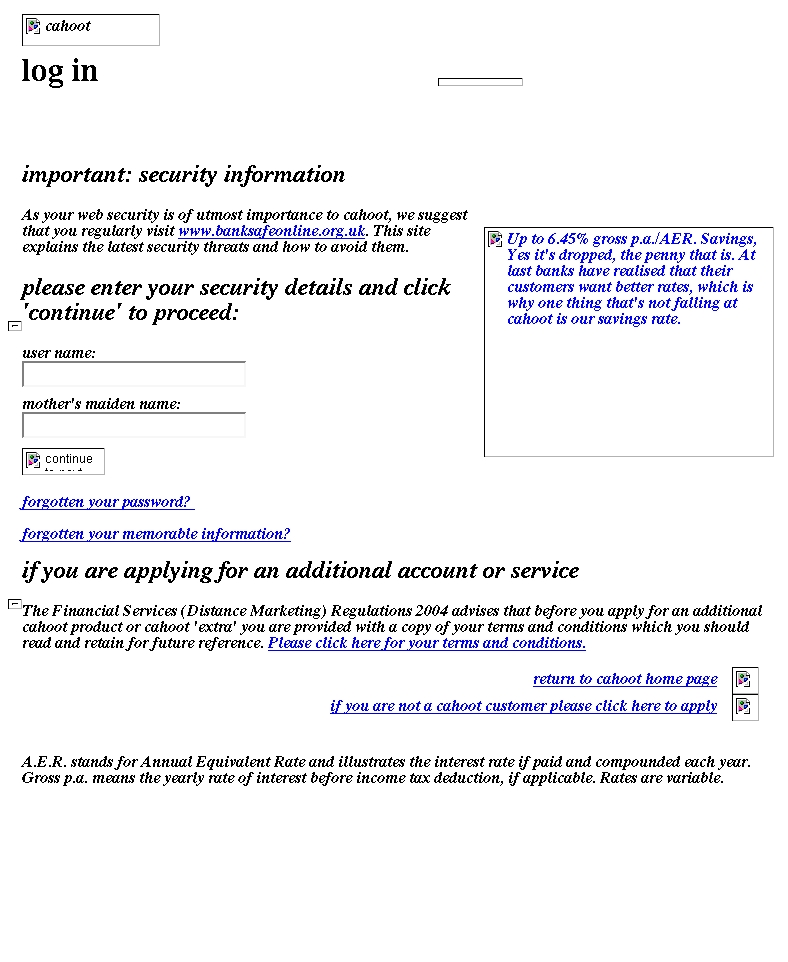 cahoot
log in
important: security information
As your web security is of utmost importance to cahoot, we suggest
that you regularly visit www.banksafeonline.org.uk. This site
explains the latest security threats and how to avoid them.
Up to 6.45% gross p.a./AER. Savings,
Yes it's dropped, the penny that is. At
last banks have realised that their
customers want better rates, which is
why one thing that's not falling at
cahoot is our savings rate.
please enter your security details and click
'continue' to proceed:
user name:
mother's maiden name:
continue
forgotten your password?
forgotten your memorable information?
if you are applying for an additional account or service
The Financial Services (Distance Marketing) Regulations 2004 advises that before you apply for an additional
cahoot product or cahoot 'extra' you are provided with a copy of your terms and conditions which you should
read and retain for future reference. Please click here for your terms and conditions.
return to cahoot home page
if you are not a cahoot customer please click here to apply
A.E.R. stands for Annual Equivalent Rate and illustrates the interest rate if paid and compounded each year.
Gross p.a. means the yearly rate of interest before income tax deduction, if applicable. Rates are variable.